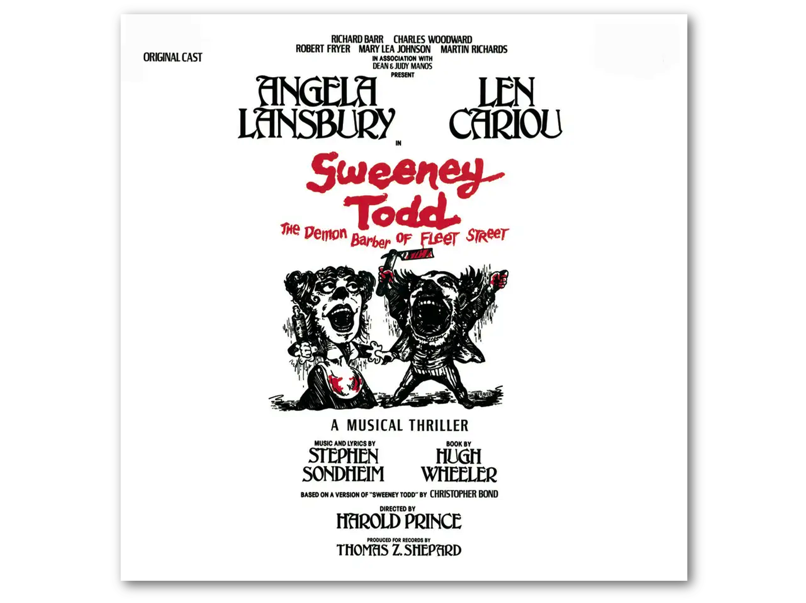 ORIGINAL CAST
RICHARD BARR CHARLES WOODWARD
ROBERT FRYER MARY LEA JOHNSON MARTIN RICHARDS
IN ASSOCIATION WITH
DEAN & JUDY MANOS
PRESENT
ANGELA LANSBURY
LEN CARIOU
IN
Sweeney
Todd
The Demon Barber of Fleet Street
A MUSICAL THRILLER
MUSIC AND LYRICS BY
STEPHEN
SONDHEIM
BOOK BY
HUGH
WHEELER
BASED ON A VERSION OF "SWEENEY TODD" BY CHRISTOPHER BOND
DIRECTED BY
HAROLD PRINCE
PRODUCED FOR RECORDS BY
THOMAS Z. SHEPARD